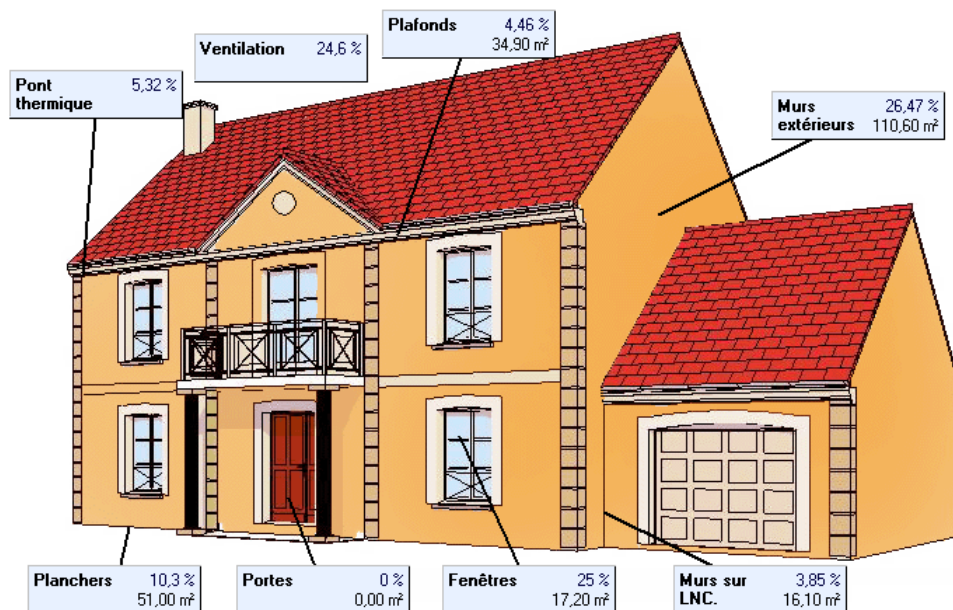 Plafonds 4,46 %
34,90 m²
Ventilation 24,6 %
Pont 5,32 %
thermique
Murs 26,47 %
extérieurs 110,60 m²
Planchers 10,3 %
51,00 m²
Portes 0 %
0,00 m²
Fenêtres 25 %
17,20 m²
Murs sur 3,85 %
LNC. 16,10 m²